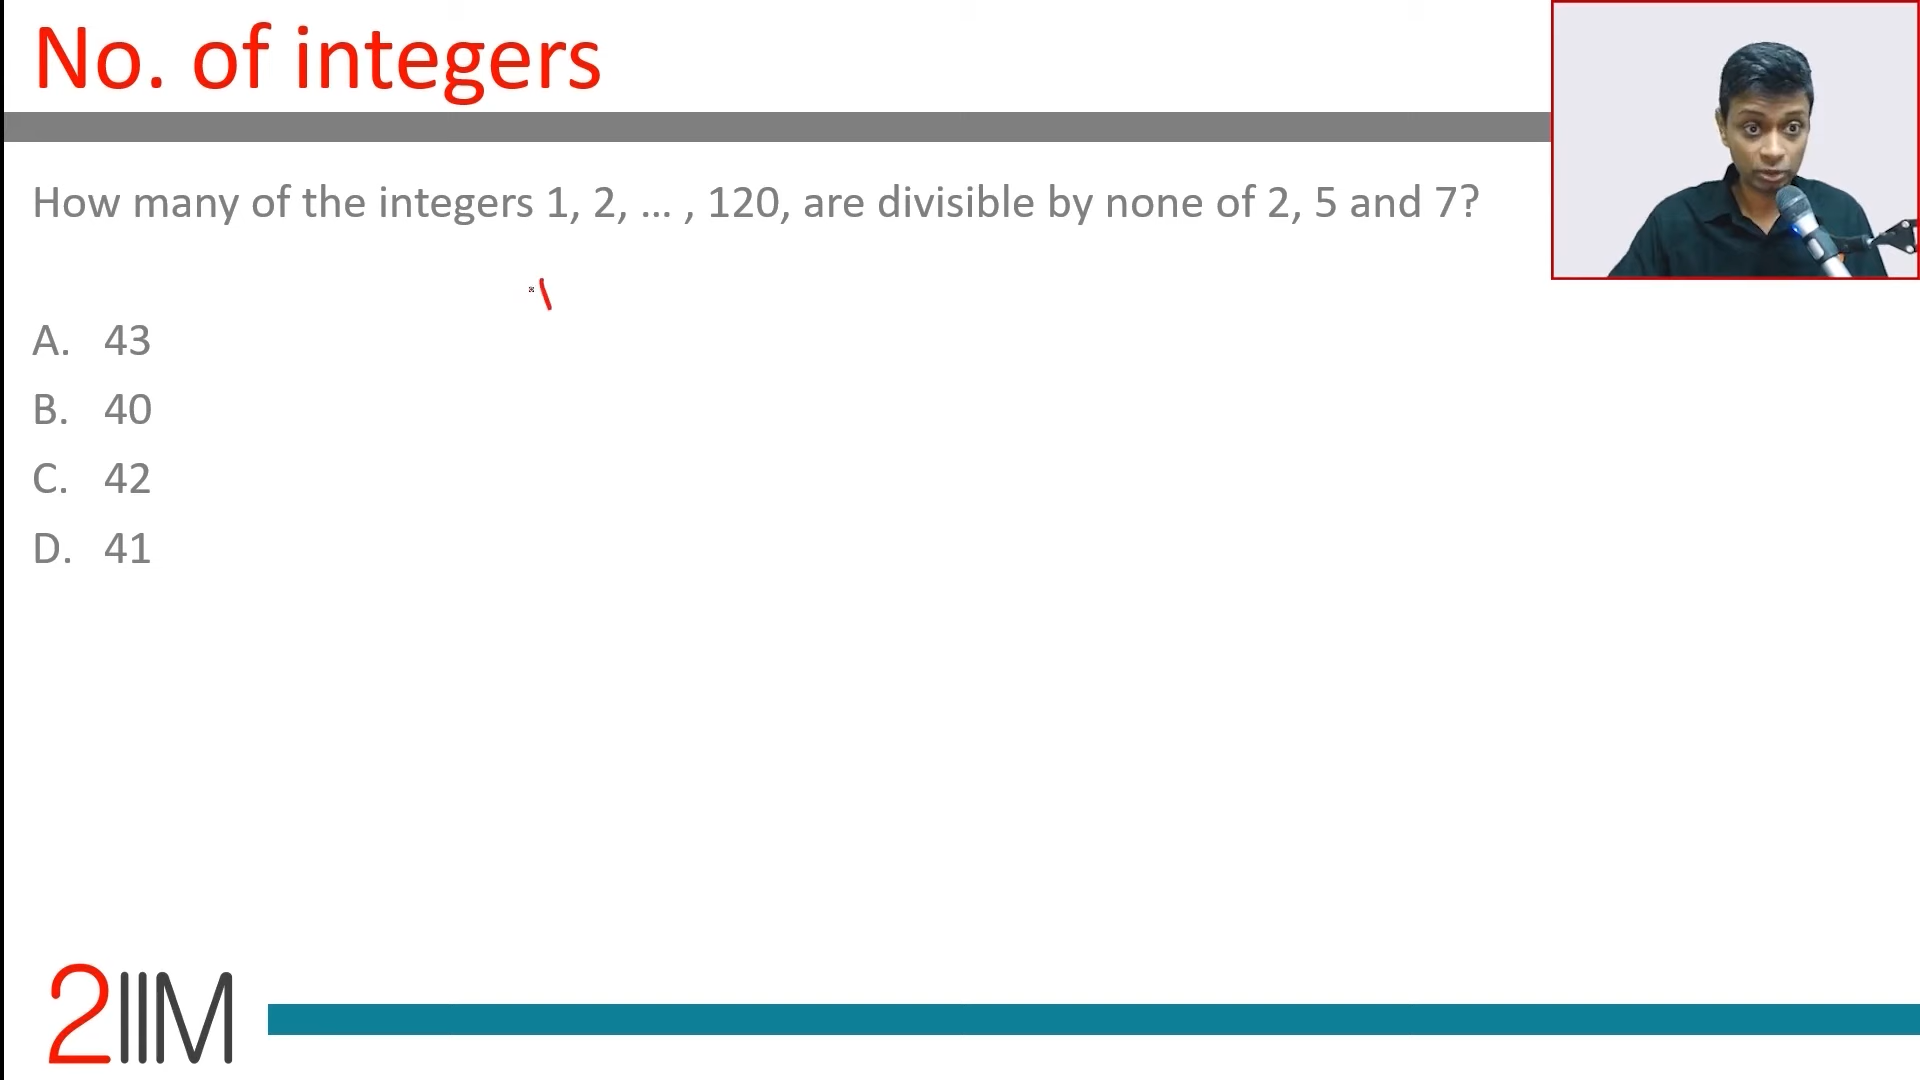 No. of integers
How many of the integers 1, 2, ... , 120, are divisible by none of 2, 5 and 7?
A. 43
B. 40
C. 42
D. 41
2IIM